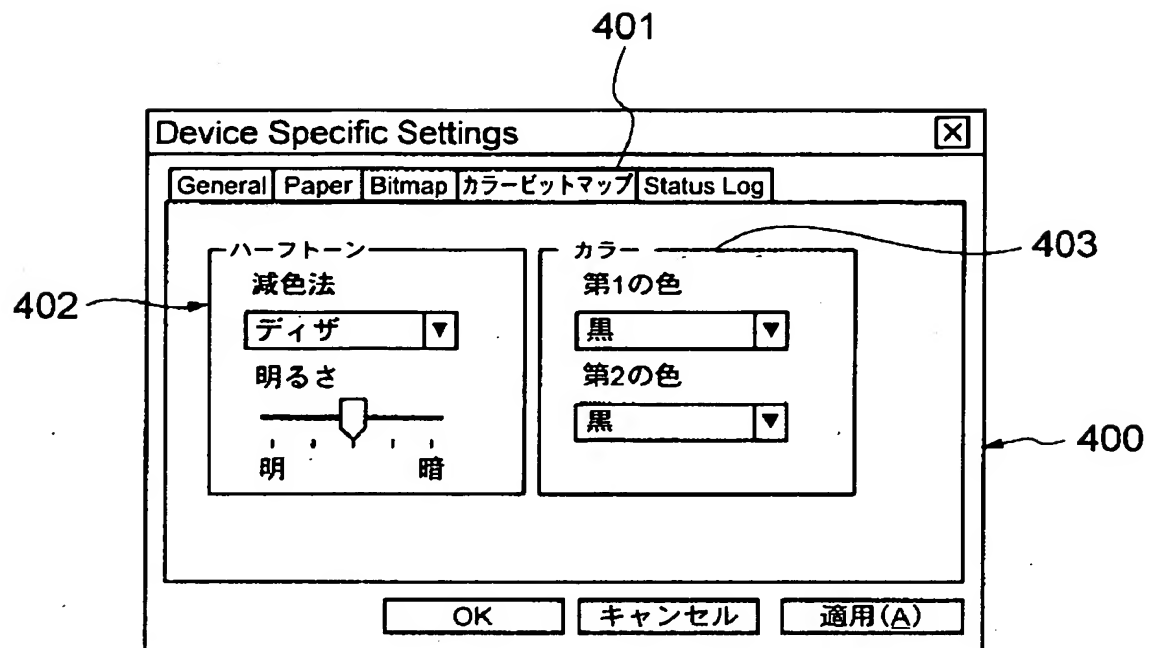 401
Device Specific Settings
General Paper Bitmap カラービットマップ Status Log
ハーフトーン
減色法
ディザ
明るさ
明 暗
カラー
第1の色
黒
第2の色
黒
402
403
400
OK キャンセル 適用(A)